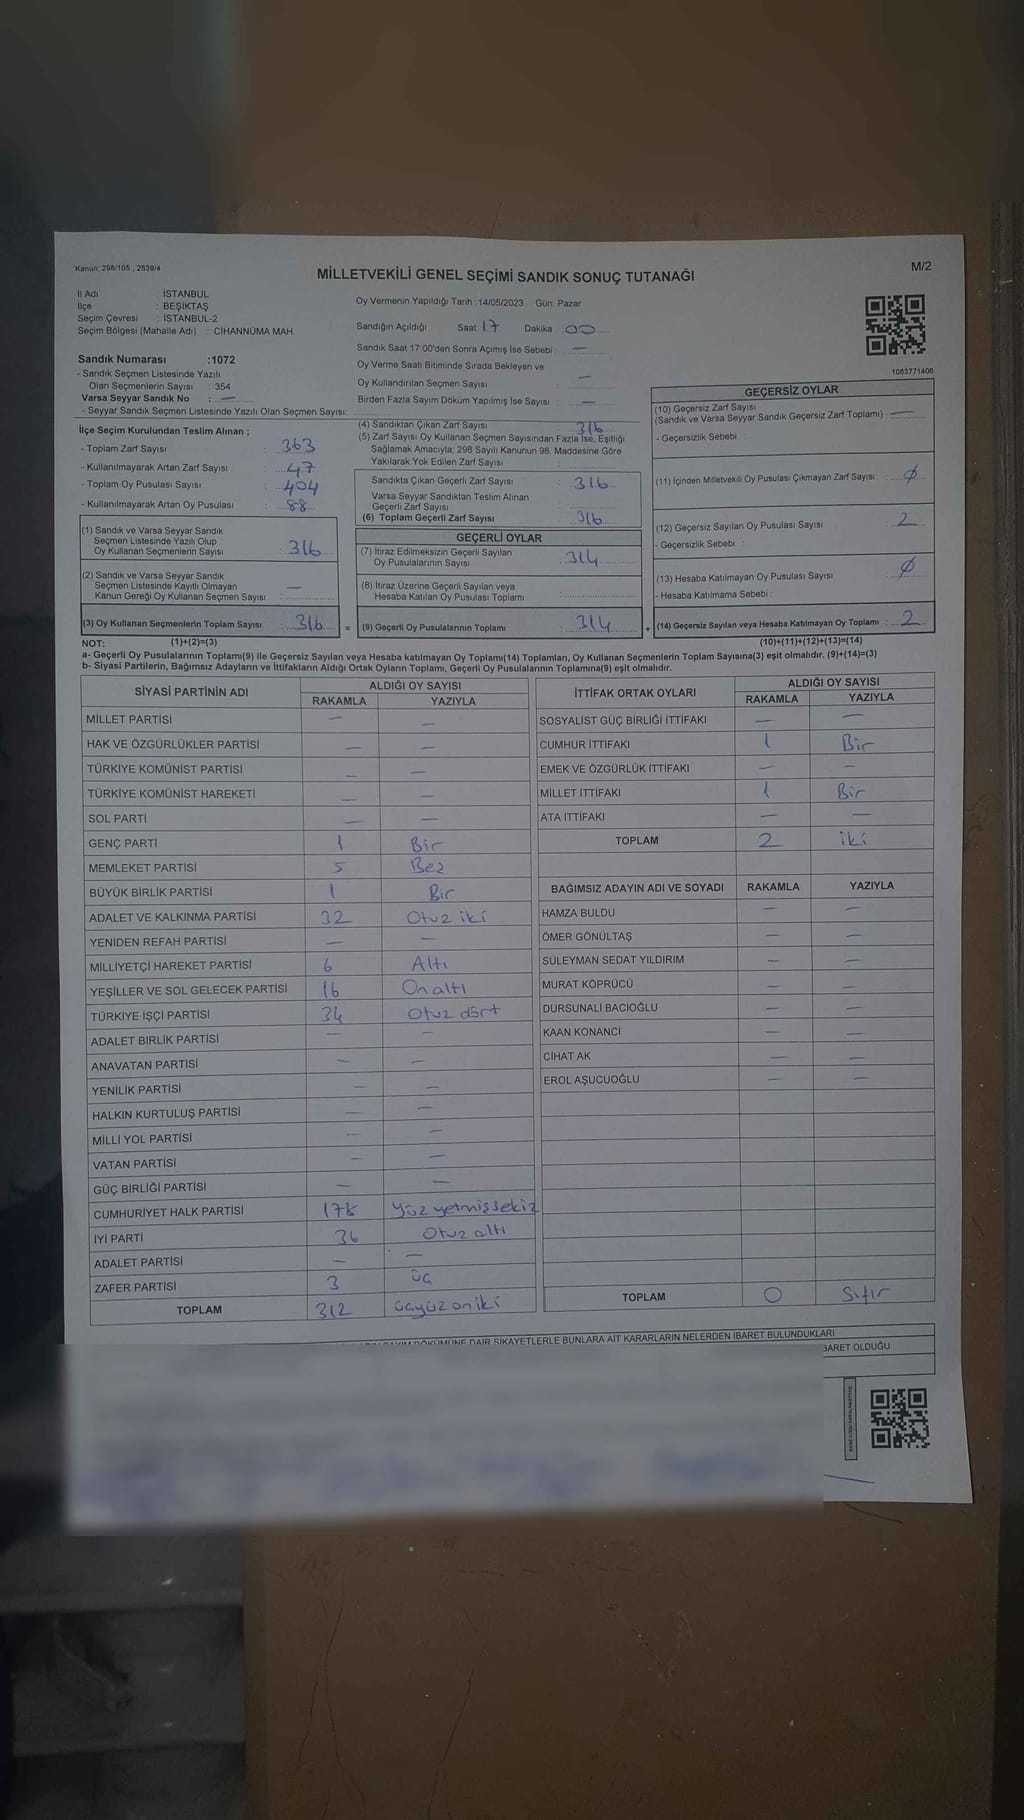 Kanun: 298/105 , 2839/4
M/2
MİLLETVEKİLİ GENEL SEÇİMİ SANDIK SONUÇ TUTANAĞI
İl Adı : İSTANBUL
İlçe : BEŞİKTAŞ
Seçim Çevresi : İSTANBUL-2
Seçim Bölgesi (Mahalle Adı) : CİHANNÜMA MAH
Sandık Numarası :1072
- Sandık Seçmen Listesinde Yazılı
Olan Seçmenlerin Sayısı : 354
Varsa Seyyar Sandık No : —
- Seyyar Sandık Seçmen Listesinde Yazılı Olan Seçmen Sayısı:
İlçe Seçim Kurulundan Teslim Alınan ;
- Toplam Zarf Sayısı : 363
- Kullanılmayarak Artan Zarf Sayısı : 47
- Toplam Oy Pusulası Sayısı : 404
- Kullanılmayarak Artan Oy Pusulası : 88
(1) Sandık ve Varsa Seyyar Sandık
Seçmen Listesinde Yazılı Olup
Oy Kullanan Seçmenlerin Sayısı : 316
(2) Sandık ve Varsa Seyyar Sandık
Seçmen Listesinde Kayıtlı Olmayan
Kanun Gereği Oy Kullanan Seçmen Sayısı : —
(3) Oy Kullanan Seçmenlerin Toplam Sayısı : 316 =
Oy Vermenin Yapıldığı Tarih :14/05/2023 Gün: Pazar
Sandığın Açıldığı Saat 17 Dakika 00
Sandık Saat 17:00'den Sonra Açımış İse Sebebi : —
Oy Verme Saati Bitiminde Sırada Bekleyen ve
Oy Kullandırılan Seçmen Sayısı : —
Birden Fazla Sayım Döküm Yapılmış İse Sayısı : —
(4) Sandıktan Çıkan Zarf Sayısı : 316
(5) Zarf Sayısı Oy Kullanan Seçmen Sayısından Fazla İse, Eşitliği
Sağlamak Amacıyla; 298 Sayılı Kanunun 98. Maddesine Göre
Yakılarak Yok Edilen Zarf Sayısı :
Sandıkta Çıkan Geçerli Zarf Sayısı : 316
Varsa Seyyar Sandıktan Teslim Alınan
Geçerli Zarf Sayısı :
(6) Toplam Geçerli Zarf Sayısı : 316
GEÇERLİ OYLAR
(7) İtiraz Edilmeksizin Geçerli Sayılan
Oy Pusulalarının Sayısı : 314
(8) İtiraz Üzerine Geçerli Sayılan veya
Hesaba Katılan Oy Pusulası Toplamı :
(9) Geçerli Oy Pusulalarının Toplamı : 314 +
1083771406
GEÇERSİZ OYLAR
(10) Geçersiz Zarf Sayısı
(Sandık ve Varsa Seyyar Sandık Geçersiz Zarf Toplamı) : —
- Geçersizlik Sebebi :
(11) İçinden Milletvekili Oy Pusulası Çıkmayan Zarf Sayısı : Ø
(12) Geçersiz Sayılan Oy Pusulası Sayısı : 2
- Geçersizlik Sebebi :
(13) Hesaba Katılmayan Oy Pusulası Sayısı : Ø
- Hesaba Katılmama Sebebi :
(14) Geçersiz Sayılan veya Hesaba Katılmayan Oy Toplamı : 2
NOT: (1)+(2)=(3) (10)+(11)+(12)+(13)=(14)
a- Geçerli Oy Pusulalarının Toplamı(9) ile Geçersiz Sayılan veya Hesaba katılmayan Oy Toplamı(14) Toplamları, Oy Kullanan Seçmenlerin Toplam Sayısına(3) eşit olmalıdır. (9)+(14)=(3)
b- Siyasi Partilerin, Bağımsız Adayların ve İttifakların Aldığı Ortak Oyların Toplamı, Geçerli Oy Pusulalarının Toplamına(9) eşit olmalıdır.
SİYASİ PARTİNİN ADI ALDIĞI OY SAYISI
RAKAMLA YAZIYLA
MİLLET PARTİSİ — —
HAK VE ÖZGÜRLÜKLER PARTİSİ — —
TÜRKİYE KOMÜNİST PARTİSİ — —
TÜRKİYE KOMÜNİST HAREKETİ — —
SOL PARTİ — —
GENÇ PARTİ 1 Bir
MEMLEKET PARTİSİ 5 Beş
BÜYÜK BİRLİK PARTİSİ 1 Bir
ADALET VE KALKINMA PARTİSİ 32 Otuz iki
YENİDEN REFAH PARTİSİ — —
MİLLİYETÇİ HAREKET PARTİSİ 6 Altı
YEŞİLLER VE SOL GELECEK PARTİSİ 16 On altı
TÜRKİYE İŞÇİ PARTİSİ 34 Otuz dört
ADALET BİRLİK PARTİSİ — —
ANAVATAN PARTİSİ — —
YENİLİK PARTİSİ — —
HALKIN KURTULUŞ PARTİSİ — —
MİLLİ YOL PARTİSİ — —
VATAN PARTİSİ — —
GÜÇ BİRLİĞİ PARTİSİ — —
CUMHURİYET HALK PARTİSİ 178 Yüz yetmiş sekiz
İYİ PARTİ 36 Otuz altı
ADALET PARTİSİ — —
ZAFER PARTİSİ 3 üç
TOPLAM 312 üçyüz on iki
İTTİFAK ORTAK OYLARI ALDIĞI OY SAYISI
RAKAMLA YAZIYLA
SOSYALİST GÜÇ BİRLİĞİ İTTİFAKI — —
CUMHUR İTTİFAKI 1 Bir
EMEK VE ÖZGÜRLÜK İTTİFAKI — —
MİLLET İTTİFAKI 1 Bir
ATA İTTİFAKI — —
TOPLAM 2 iki
BAĞIMSIZ ADAYIN ADI VE SOYADI RAKAMLA YAZIYLA
HAMZA BULDU — —
ÖMER GÖNÜLTAŞ — —
SÜLEYMAN SEDAT YILDIRIM — —
MURAT KÖPRÜCÜ — —
DURSUNALİ BACIOĞLU — —
KAAN KONANCİ — —
CİHAT AK — —
EROL AŞUCUOĞLU — —
TOPLAM 0 Sıfır
DÖKÜMÜNE DAİR ŞİKAYETLERLE BUNLARA AİT KARARLARIN NELERDEN İBARET BULUNDUKLARI
BARET OLDUĞU